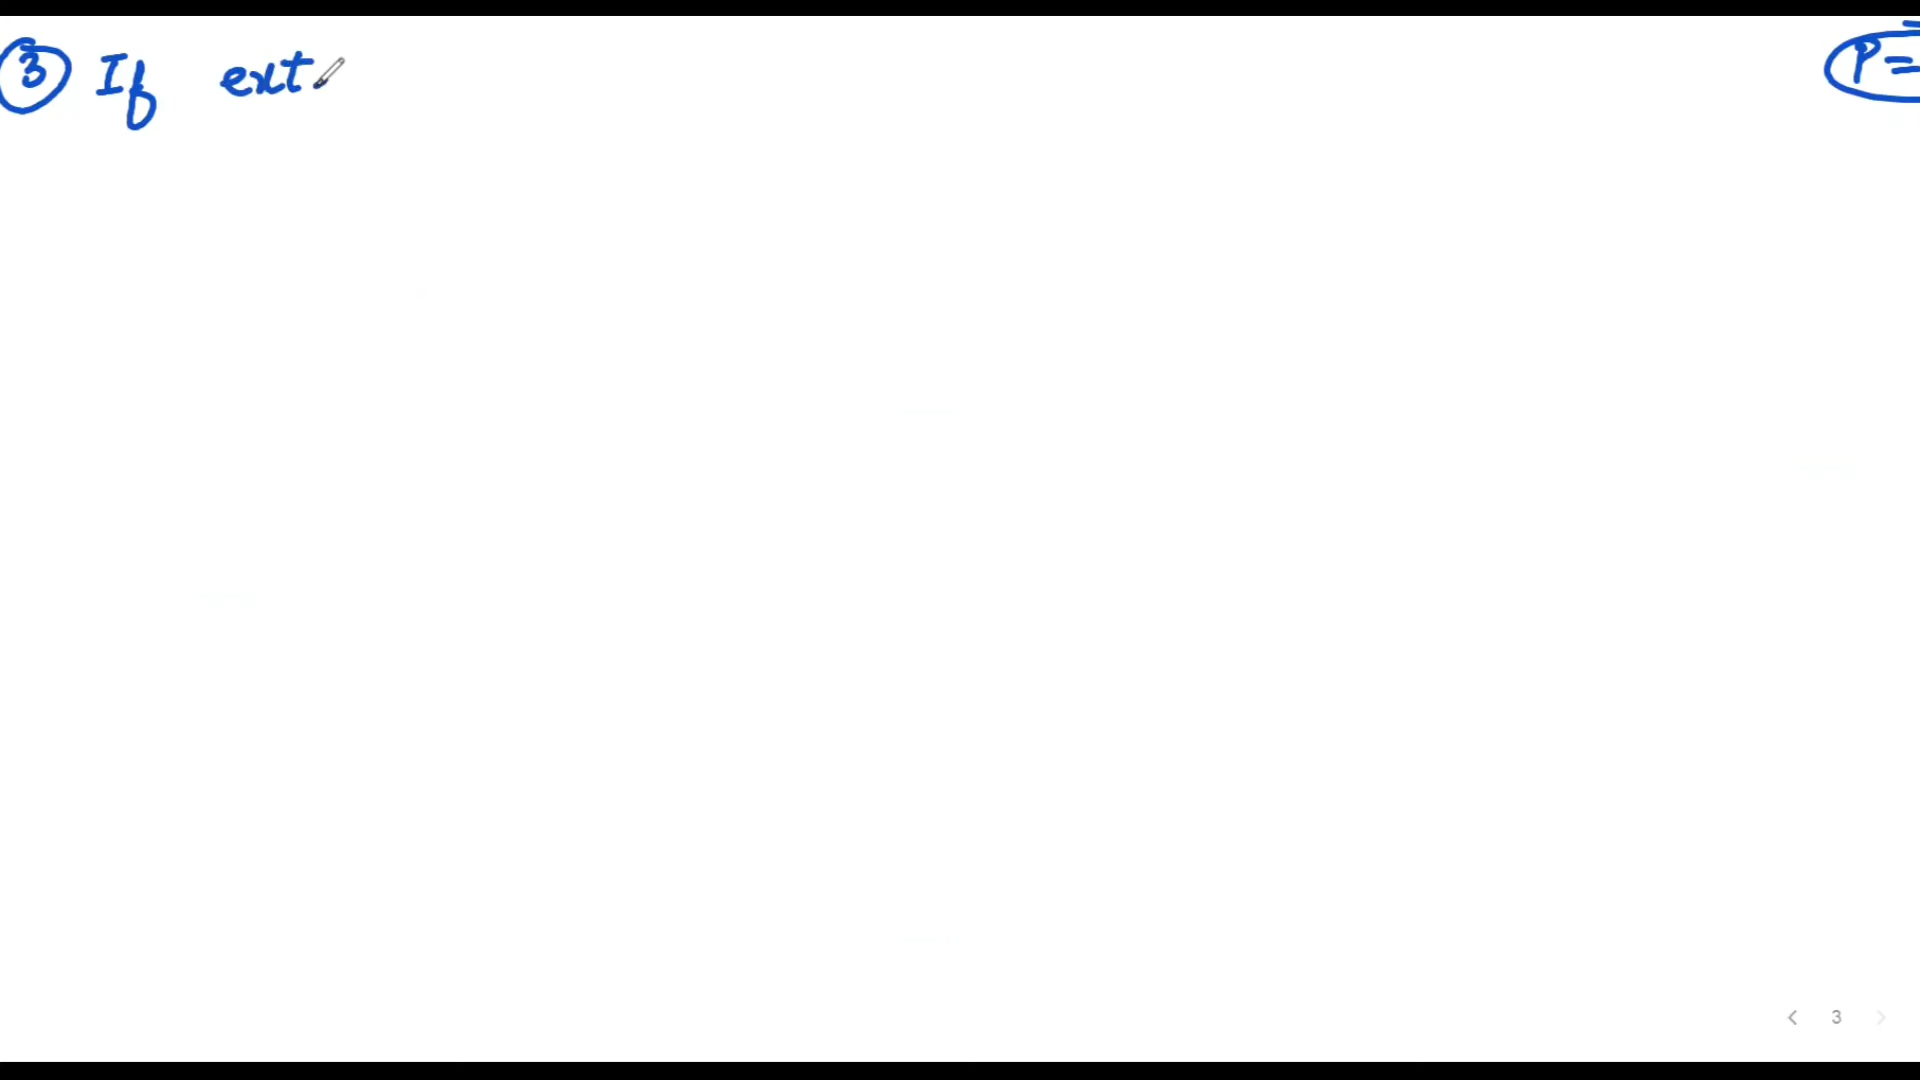 ③ If ext
P =
3